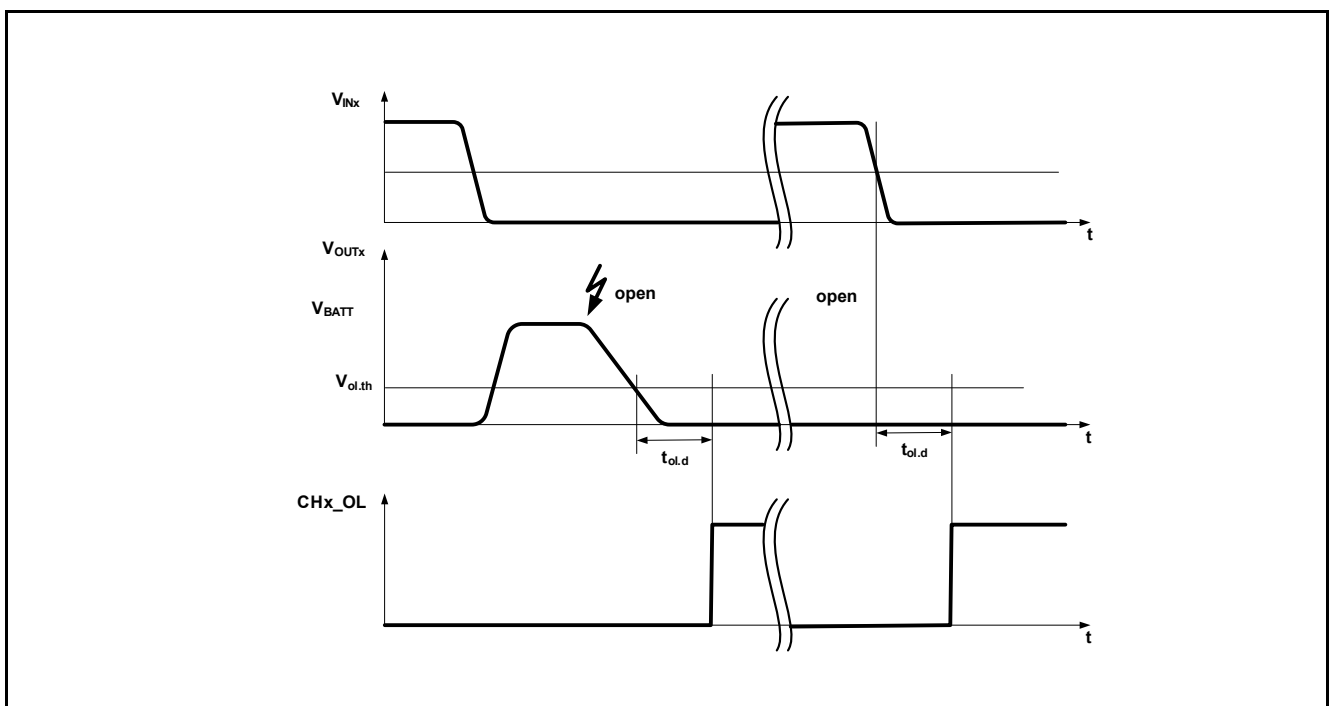 VINx
t
VOUTx
open
open
VBATT
Vol.th
tol.d
tol.d
t
CHx_OL
t